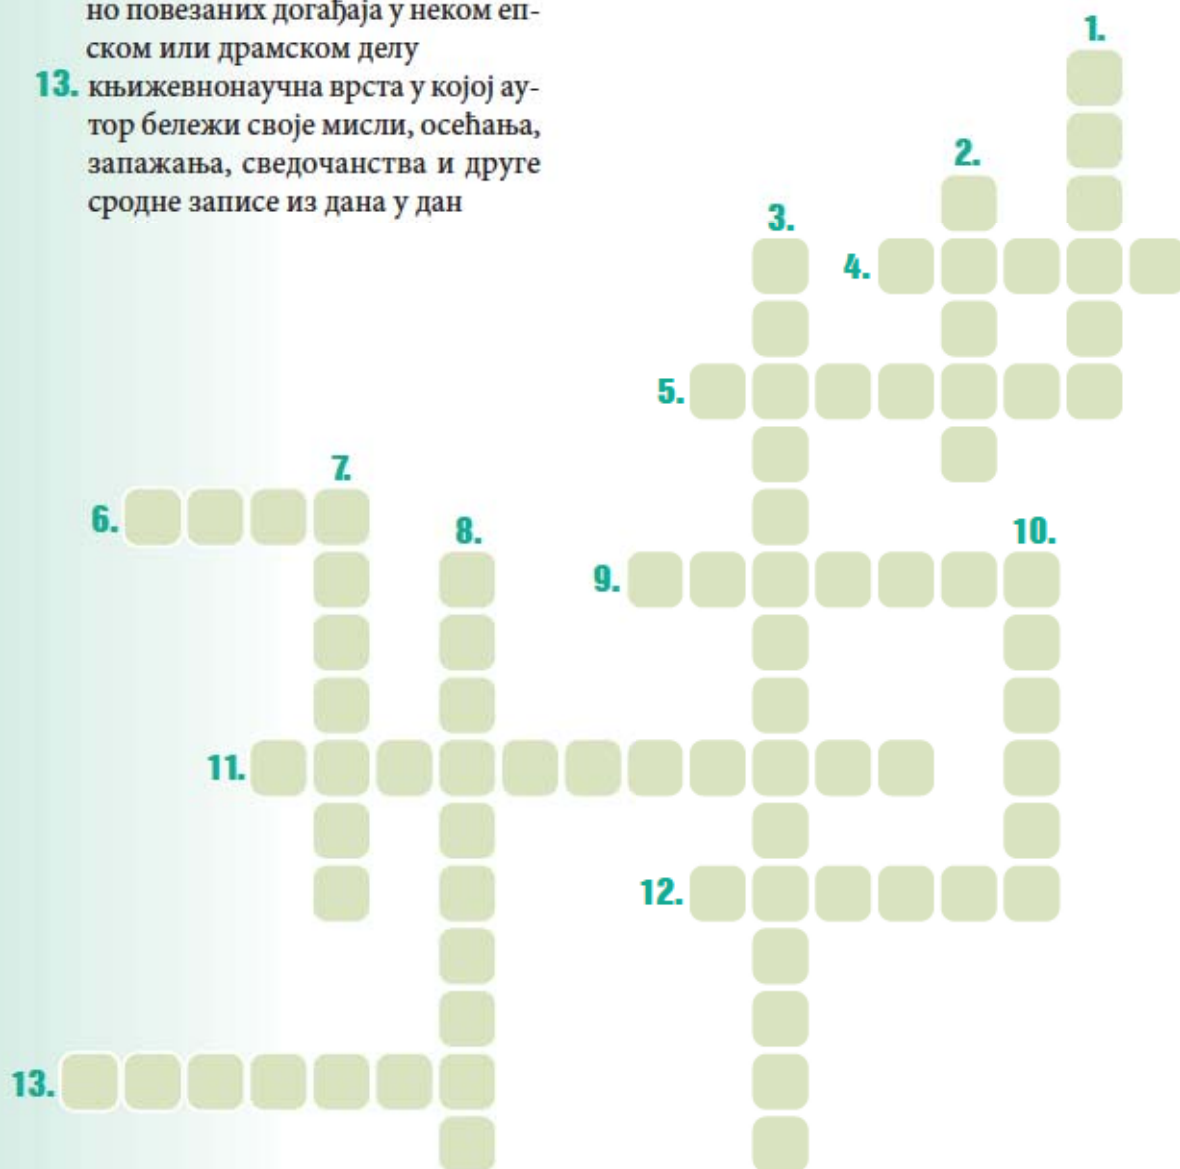 но повезаних догађаја у неком еп-
ском или драмском делу
13. књижевнонаучна врста у којој ау-
тор бележи своје мисли, осећања,
запажања, сведочанства и друге
сродне записе из дана у дан
1.
2.
3.
4.
5.
7.
6.
8.
10.
9.
11.
12.
13.